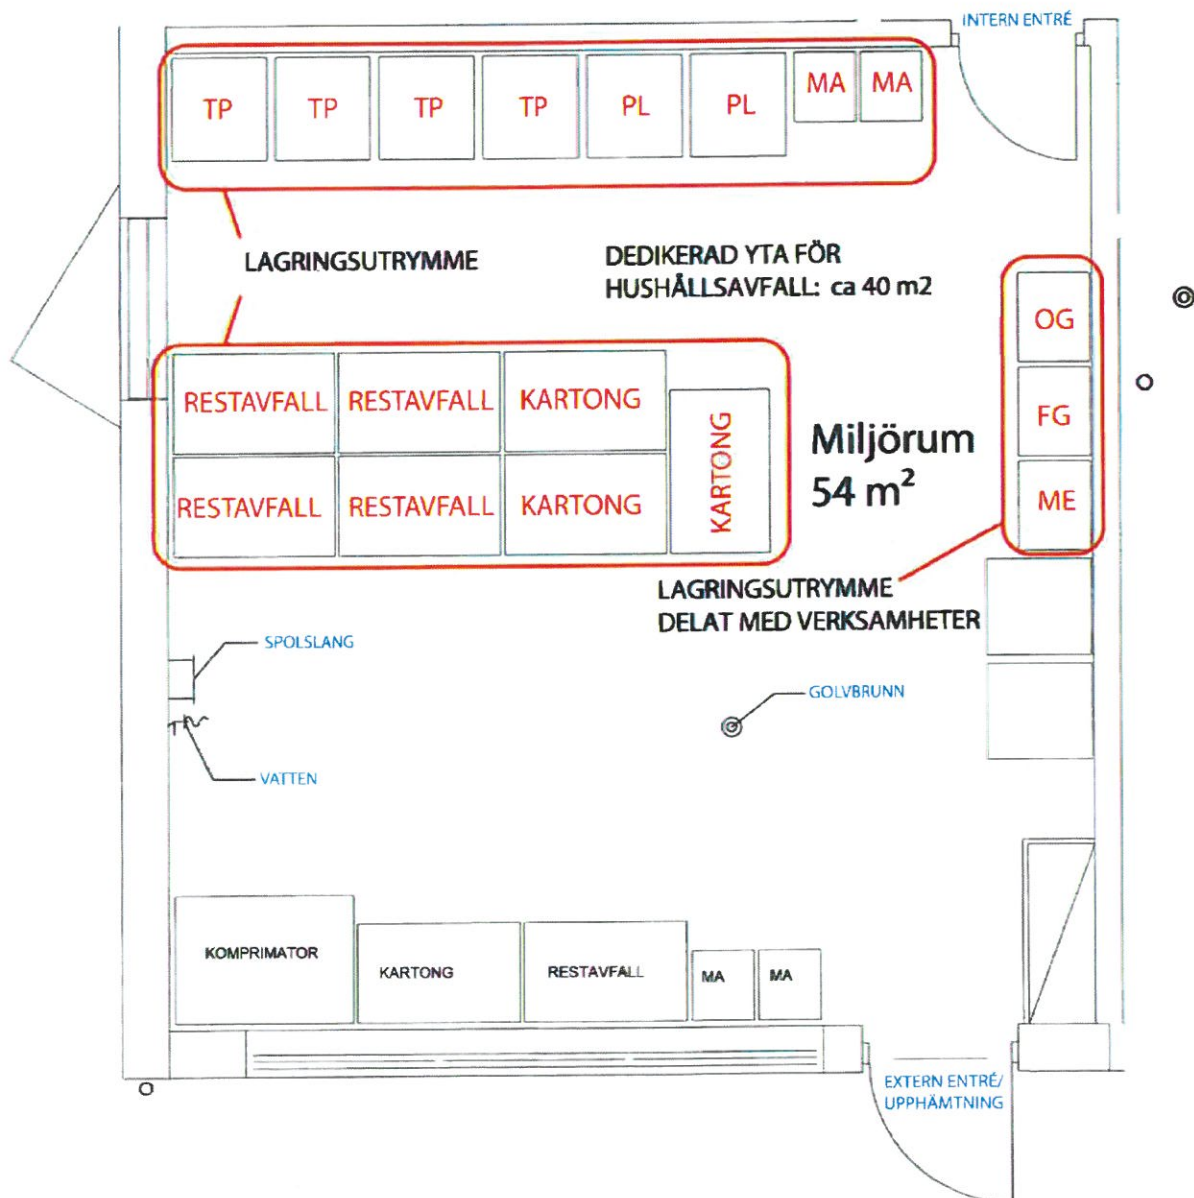 INTERN ENTRÉ
TP TP TP TP PL PL MA MA
LAGRINGSUTRYMME
DEDIKERAD YTA FÖR
HUSHÅLLSAVFALL: ca 40 m2
OG
FG
ME
RESTAVFALL RESTAVFALL KARTONG
KARTONG
RESTAVFALL RESTAVFALL KARTONG
Miljörum
54 m²
LAGRINGSUTRYMME
DELAT MED VERKSAMHETER
SPOLSLANG
GOLVBRUNN
VATTEN
KOMPRIMATOR
KARTONG
RESTAVFALL
MA
MA
EXTERN ENTRÉ/
UPPHÄMTNING